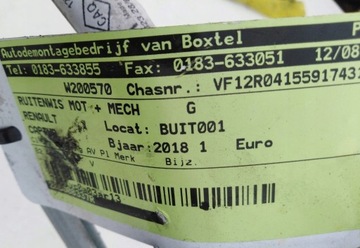 CAQ
Autodemontagebedrijf van Boxtel
Tel: 0183-633855 Fax: 0183-633051 12/08
W200570 Chasnr.: VF12R0415591743
RUITENWIS MOT + MECH G
RENAULT Locat: BUIT001
Bjaar: 2018 1 Euro
AV Pl Merk Bijz.
V